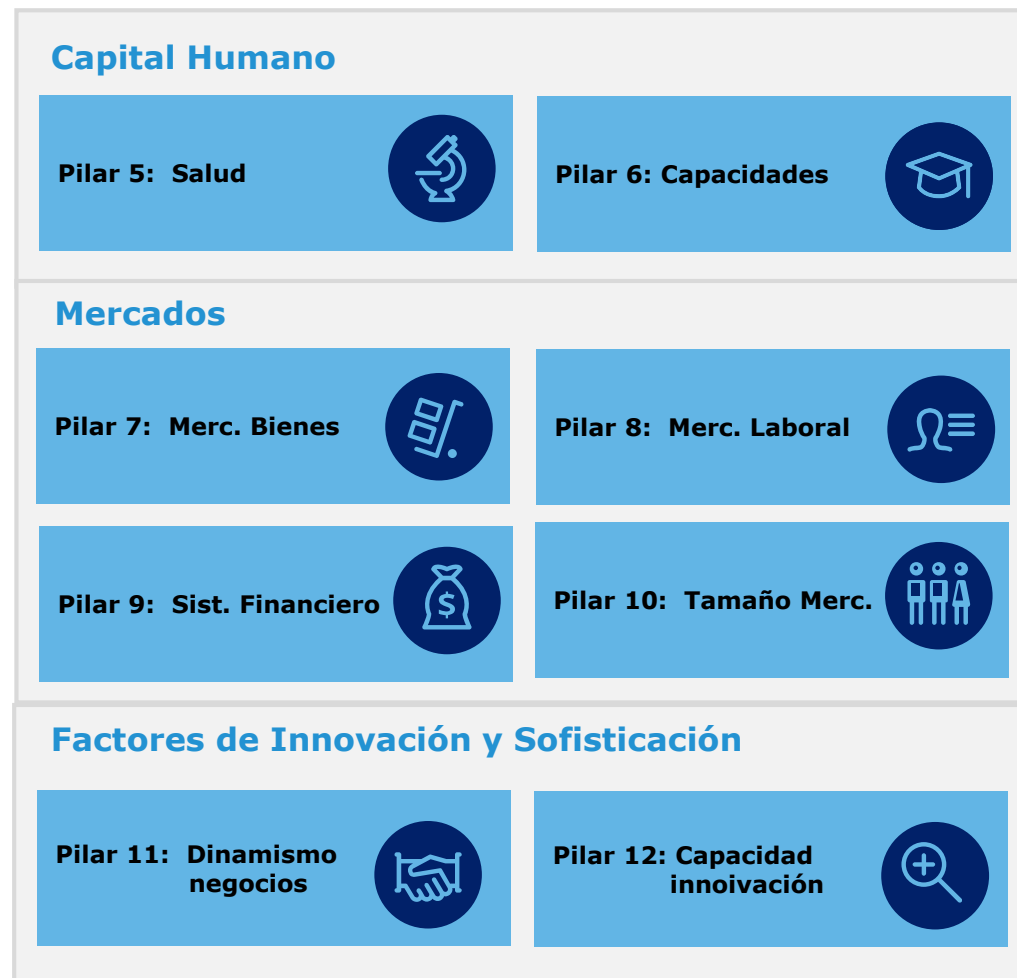 Capital Humano
Pilar 5:  Salud
Pilar 6: Capacidades
Mercados
Pilar 7:  Merc. Bienes
Pilar 8:  Merc. Laboral
Pilar 9:  Sist. Financiero
$
Pilar 10:  Tamaño Merc.
Factores de Innovación y Sofisticación
Pilar 11:  Dinamismo
negocios
Pilar 12: Capacidad
innoivación